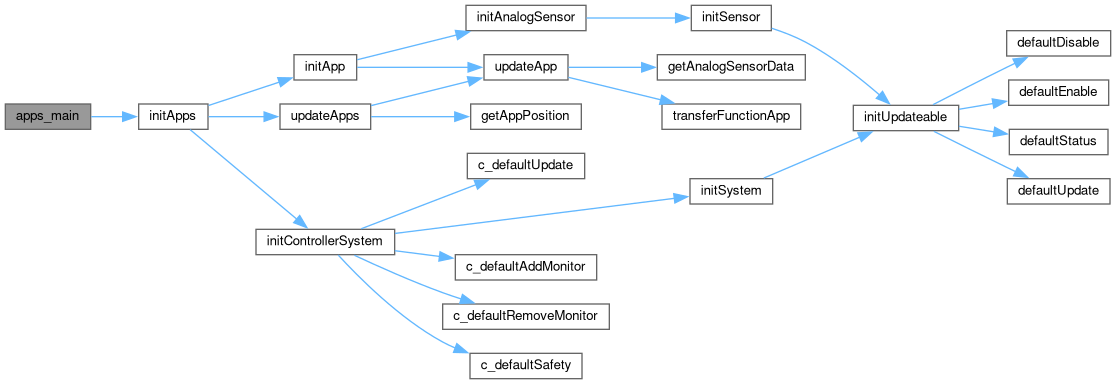 apps_main
initApps
initApp
updateApps
initControllerSystem
initAnalogSensor
updateApp
getAppPosition
c_defaultUpdate
initSystem
c_defaultAddMonitor
c_defaultRemoveMonitor
c_defaultSafety
initSensor
getAnalogSensorData
transferFunctionApp
initUpdateable
defaultDisable
defaultEnable
defaultStatus
defaultUpdate